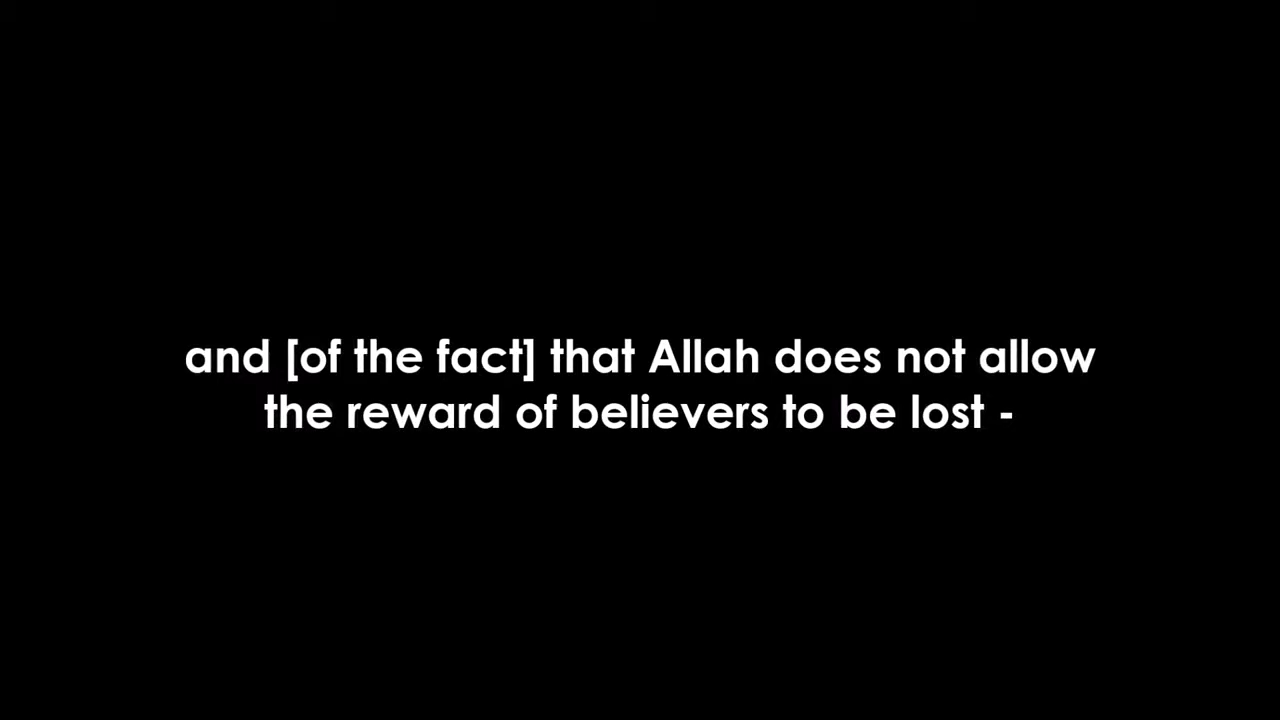 and [of the fact] that Allah does not allow
the reward of believers to be lost -